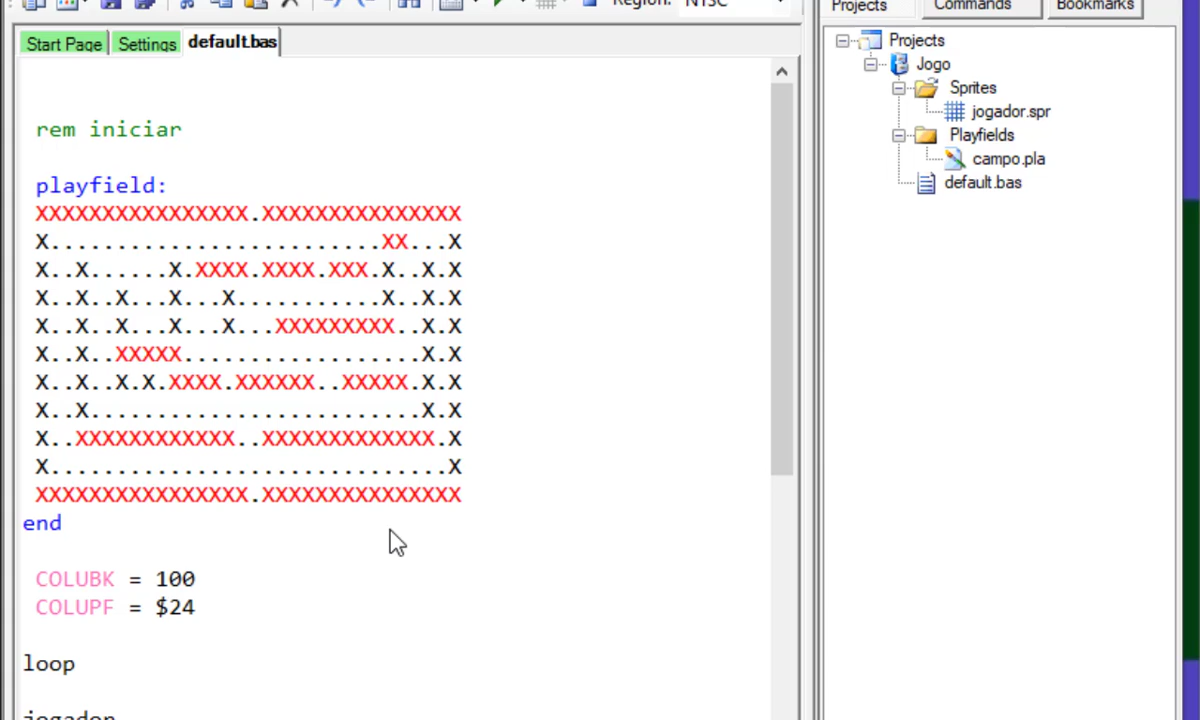 Region: NTSC
Projects Commands Bookmarks
Start Page Settings default.bas
rem iniciar
playfield:
XXXXXXXXXXXXXXXX.XXXXXXXXXXXXXXX
X.........................XX...X
X..X......X.XXXX.XXXX.XXX.X..X.X
X..X..X...X...X...........X..X.X
X..X..X...X...X...XXXXXXXXX..X.X
X..X..XXXXX..................X.X
X..X..X.X.XXXX.XXXXXX..XXXXX.X.X
X..X.........................X.X
X..XXXXXXXXXXXX..XXXXXXXXXXXXX.X
X..............................X
XXXXXXXXXXXXXXXX.XXXXXXXXXXXXXXX
end
COLUBK = 100
COLUPF = $24
loop
jogador
Projects
Jogo
Sprites
jogador.spr
Playfields
campo.pla
default.bas